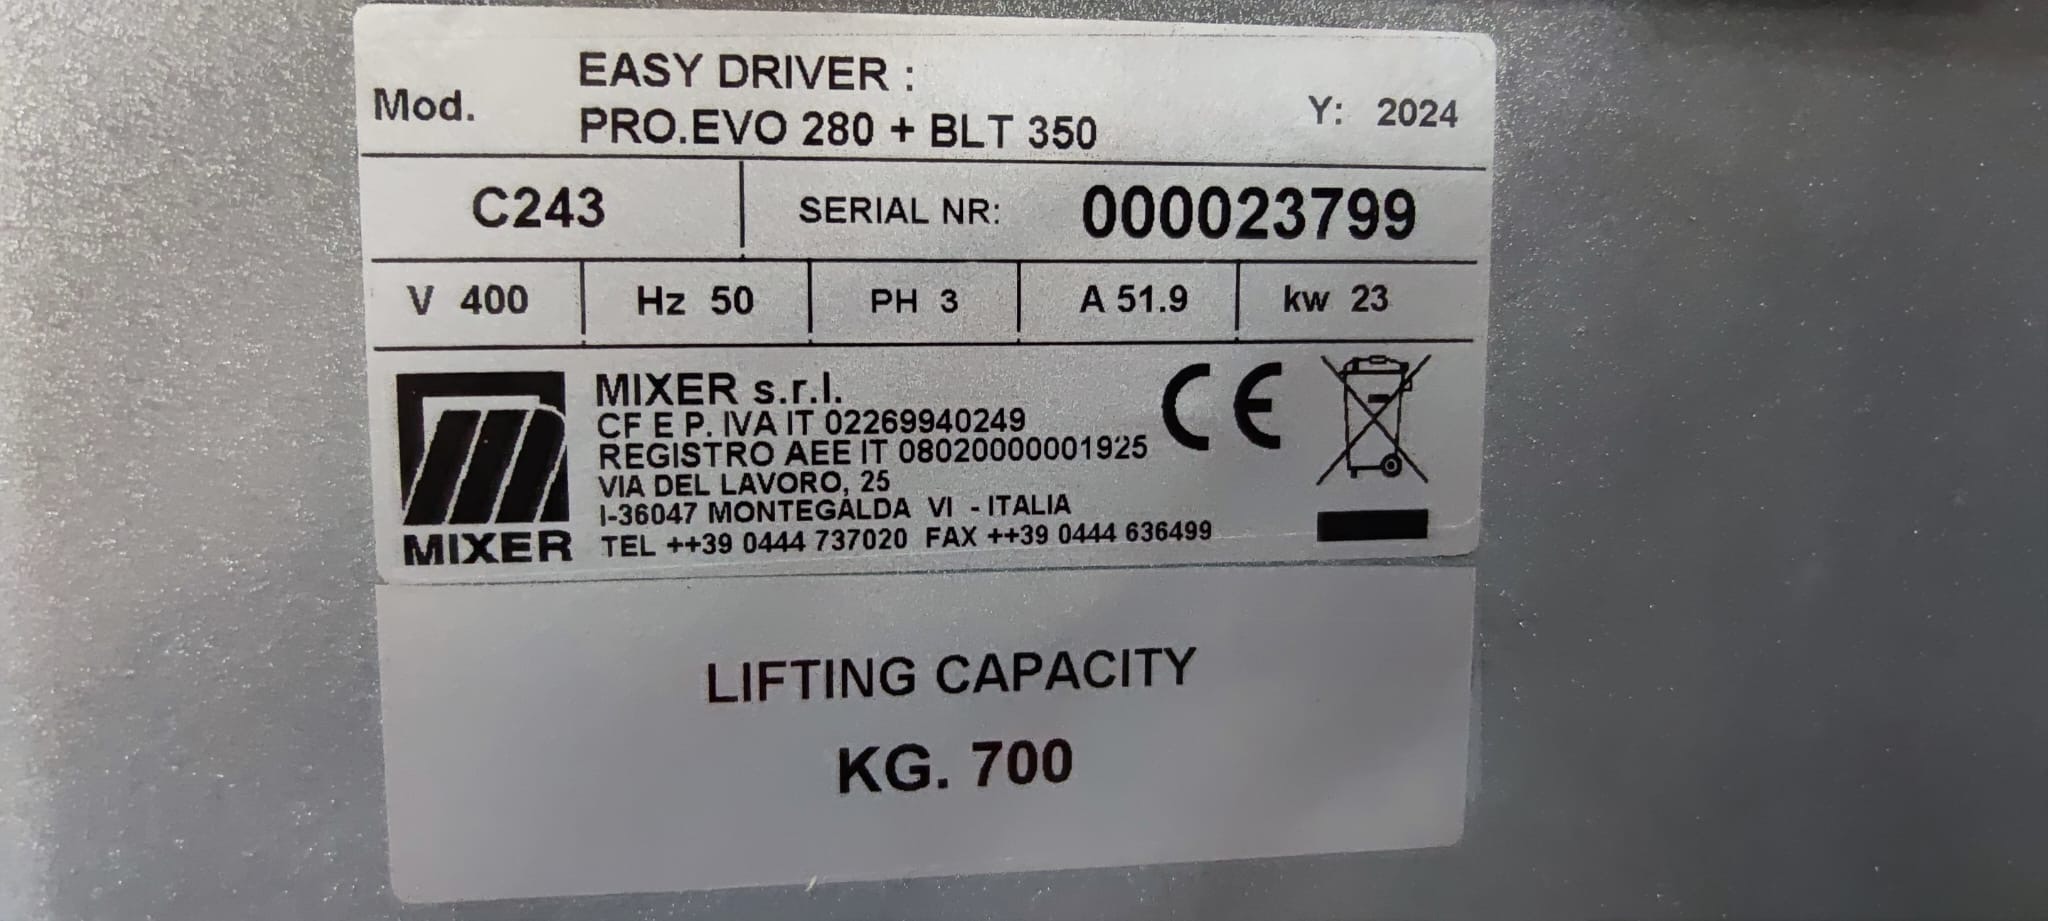 Mod. EASY DRIVER :
PRO.EVO 280 + BLT 350 Y: 2024
C243 SERIAL NR: 000023799
V 400 Hz 50 PH 3 A 51.9 kw 23
MIXER s.r.l.
CF E P. IVA IT 02269940249
REGISTRO AEE IT 08020000001925
VIA DEL LAVORO, 25
I-36047 MONTEGALDA VI - ITALIA
TEL ++39 0444 737020 FAX ++39 0444 636499
MIXER
CE
LIFTING CAPACITY
KG. 700